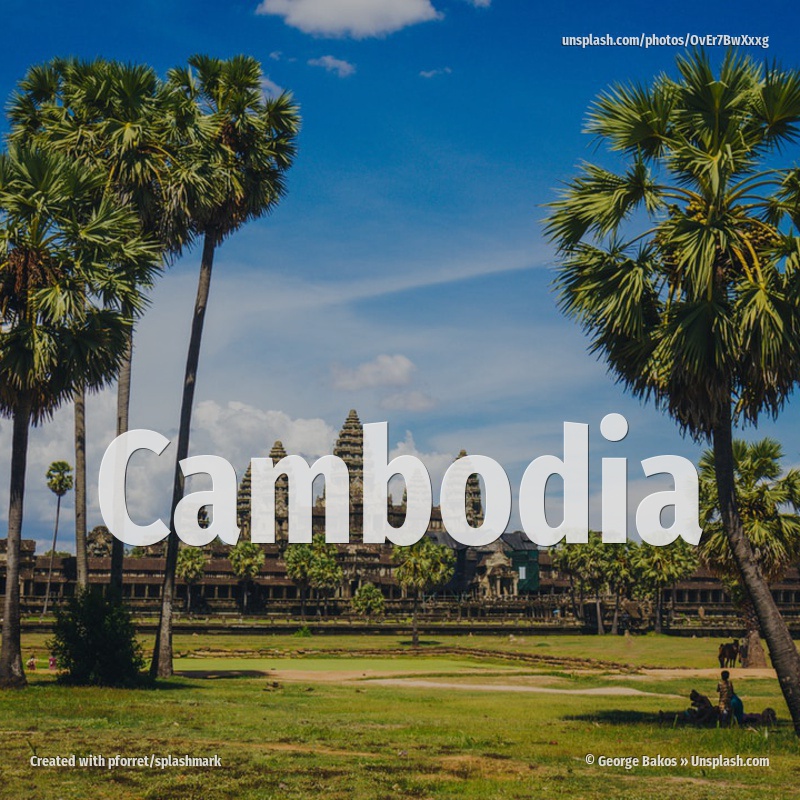 unsplash.com/photos/OvEr7BwXxxg
Cambodia
Created with pforret/splashmark
© George Bakos » Unsplash.com